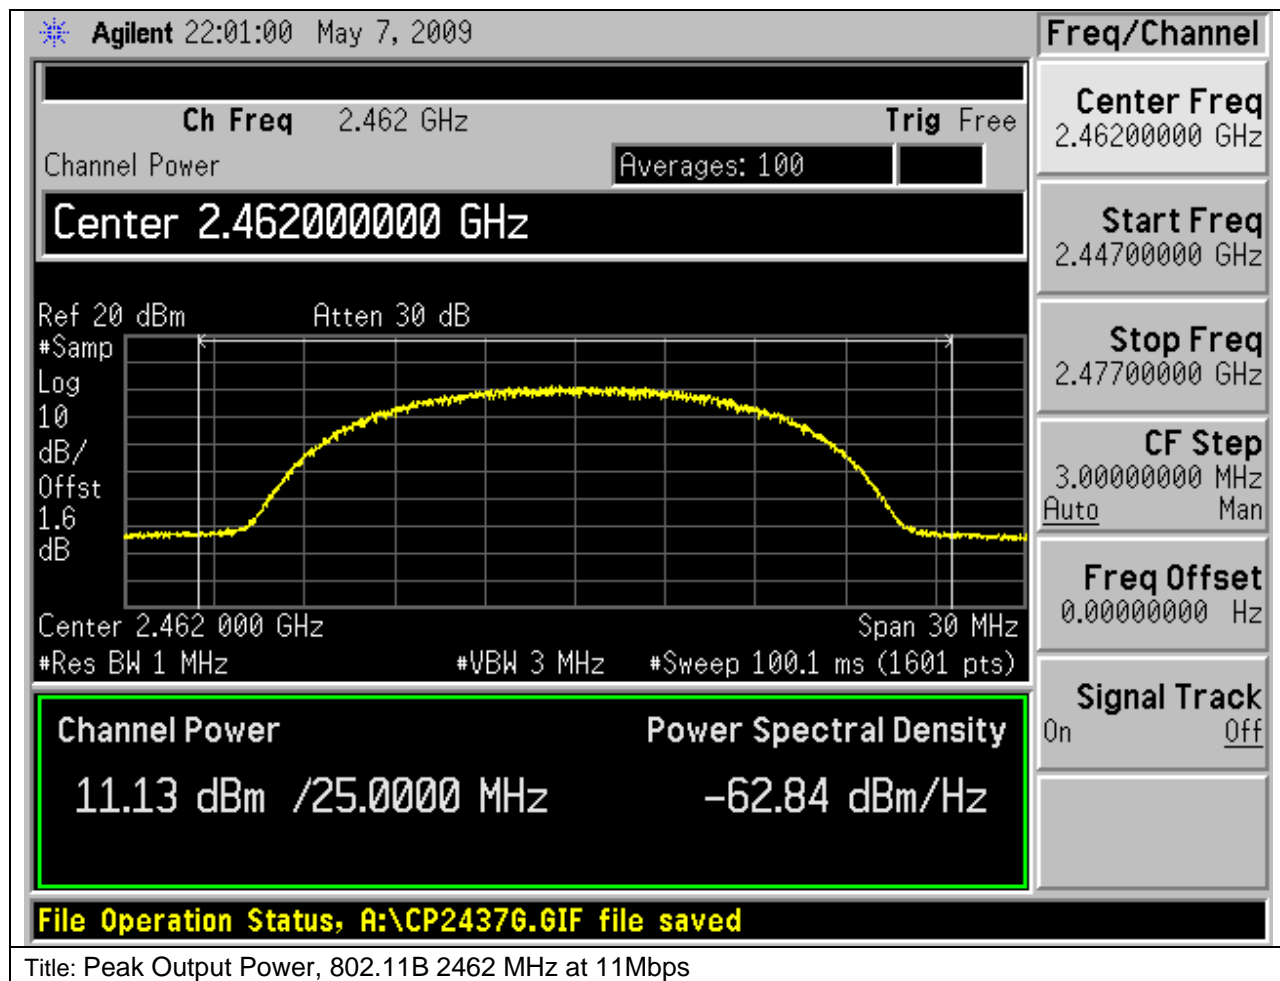 Agilent 22:01:00 May 7, 2009
Freq/Channel
Ch Freq 2.462 GHz Trig Free
Channel Power Averages: 100
Center 2.462000000 GHz
Ref 20 dBm Atten 30 dB
#Samp
Log
10
dB/
Offst
1.6
dB
Center 2.462 000 GHz Span 30 MHz
#Res BW 1 MHz #VBW 3 MHz #Sweep 100.1 ms (1601 pts)
Channel Power Power Spectral Density
11.13 dBm /25.0000 MHz -62.84 dBm/Hz
Center Freq
2.46200000 GHz
Start Freq
2.44700000 GHz
Stop Freq
2.47700000 GHz
CF Step
3.00000000 MHz
Auto Man
Freq Offset
0.00000000 Hz
Signal Track
On Off
File Operation Status, A:\CP2437G.GIF file saved
Title: Peak Output Power, 802.11B 2462 MHz at 11Mbps